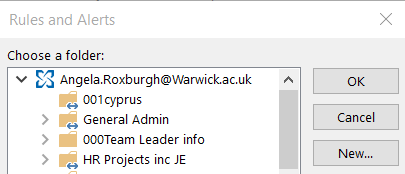 Rules and Alerts
Choose a folder:
Angela.Roxburgh@Warwick.ac.uk
OK
001cyprus
General Admin
Cancel
000Team Leader info
HR Projects inc JE
New...